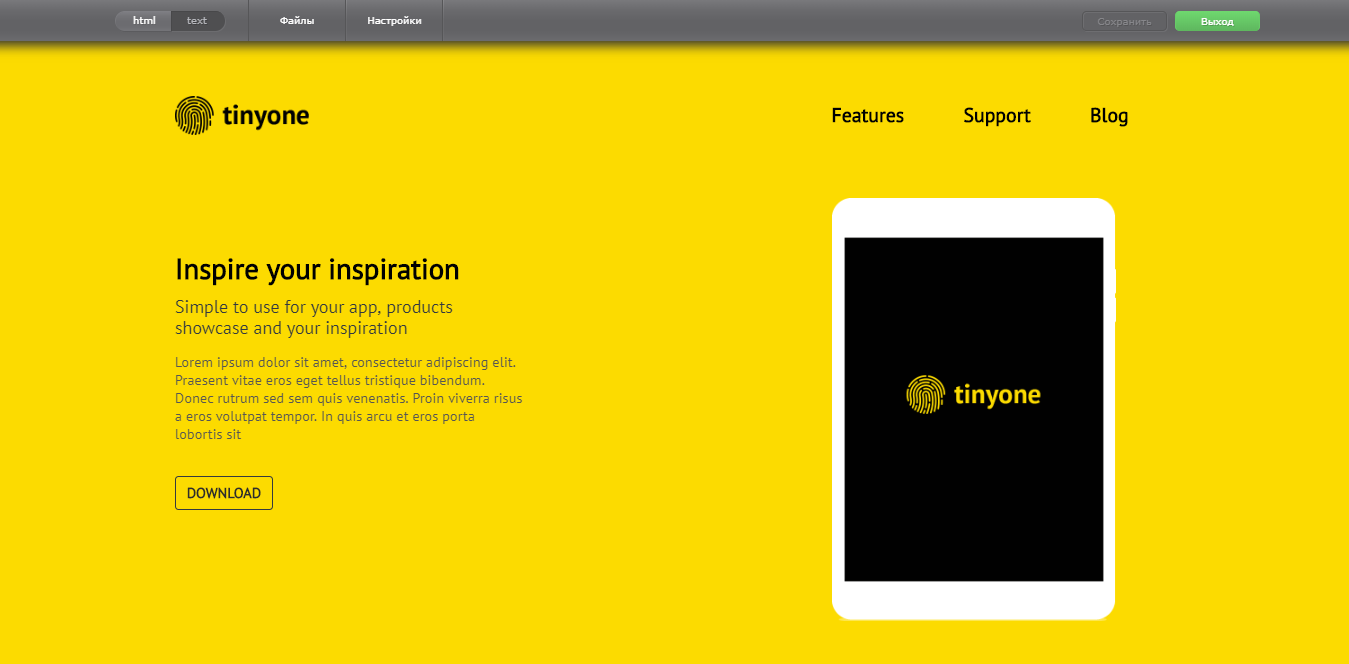 html text Файлы Настройки Сохранить Выход
tinyone Features Support Blog
Inspire your inspiration
Simple to use for your app, products
showcase and your inspiration
Lorem ipsum dolor sit amet, consectetur adipiscing elit.
Praesent vitae eros eget tellus tristique bibendum.
Donec rutrum sed sem quis venenatis. Proin viverra risus
a eros volutpat tempor. In quis arcu et eros porta
lobortis sit
DOWNLOAD
tinyone